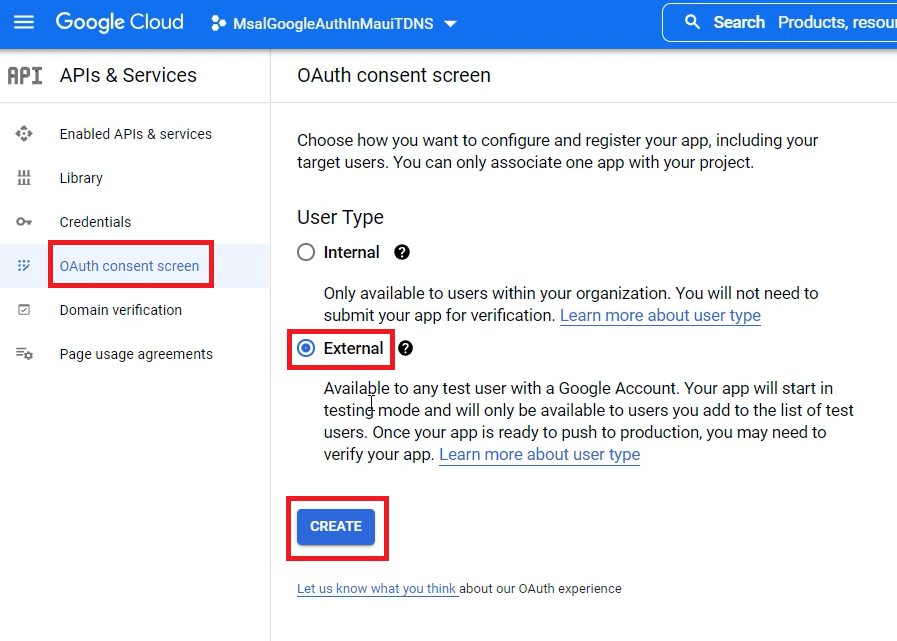 Google Cloud
MsalGoogleAuthInMauiTDNS
Search Products, resou
API APIs & Services
Enabled APIs & services
Library
Credentials
OAuth consent screen
Domain verification
Page usage agreements
OAuth consent screen
Choose how you want to configure and register your app, including your
target users. You can only associate one app with your project.
User Type
Internal ?
Only available to users within your organization. You will not need to
submit your app for verification. Learn more about user type
External ?
Available to any test user with a Google Account. Your app will start in
testing mode and will only be available to users you add to the list of test
users. Once your app is ready to push to production, you may need to
verify your app. Learn more about user type
CREATE
Let us know what you think about our OAuth experience